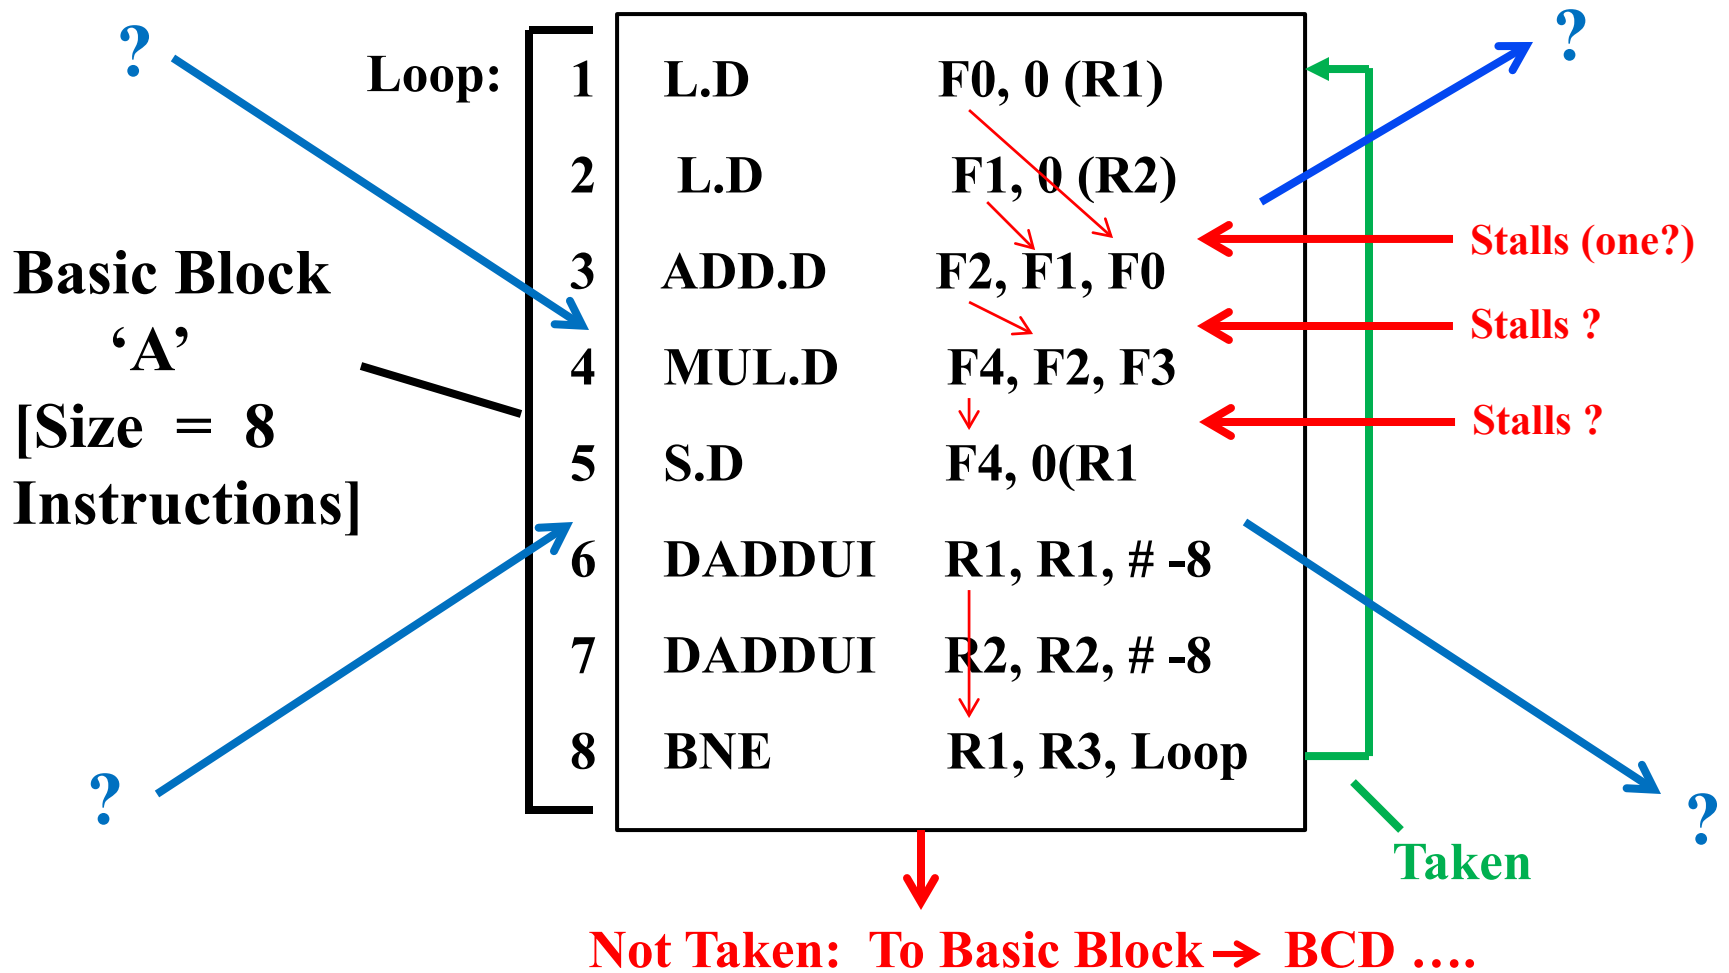 ?
?
Loop: 1 L.D F0, 0 (R1)
2 L.D F1, 0 (R2)
Stalls (one?)
Basic Block 3 ADD.D F2, F1, F0
Stalls ?
‘A’ 4 MUL.D F4, F2, F3
Stalls ?
[Size = 8 5 S.D F4, 0(R1
Instructions]
6 DADDUI R1, R1, # -8
7 DADDUI R2, R2, # -8
8 BNE R1, R3, Loop
?
?
Taken
Not Taken: To Basic Block BCD ….